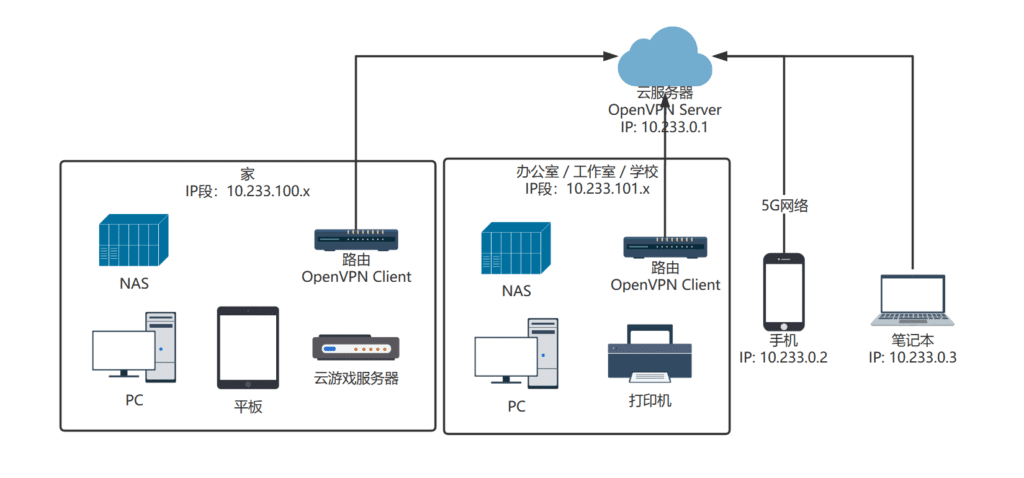 云服务器
OpenVPN Server
IP: 10.233.0.1
家
IP段：10.233.100.x
NAS
路由
OpenVPN Client
PC
平板
云游戏服务器
办公室 / 工作室 / 学校
IP段：10.233.101.x
NAS
路由
OpenVPN Client
PC
打印机
5G网络
手机
IP: 10.233.0.2
笔记本
IP: 10.233.0.3